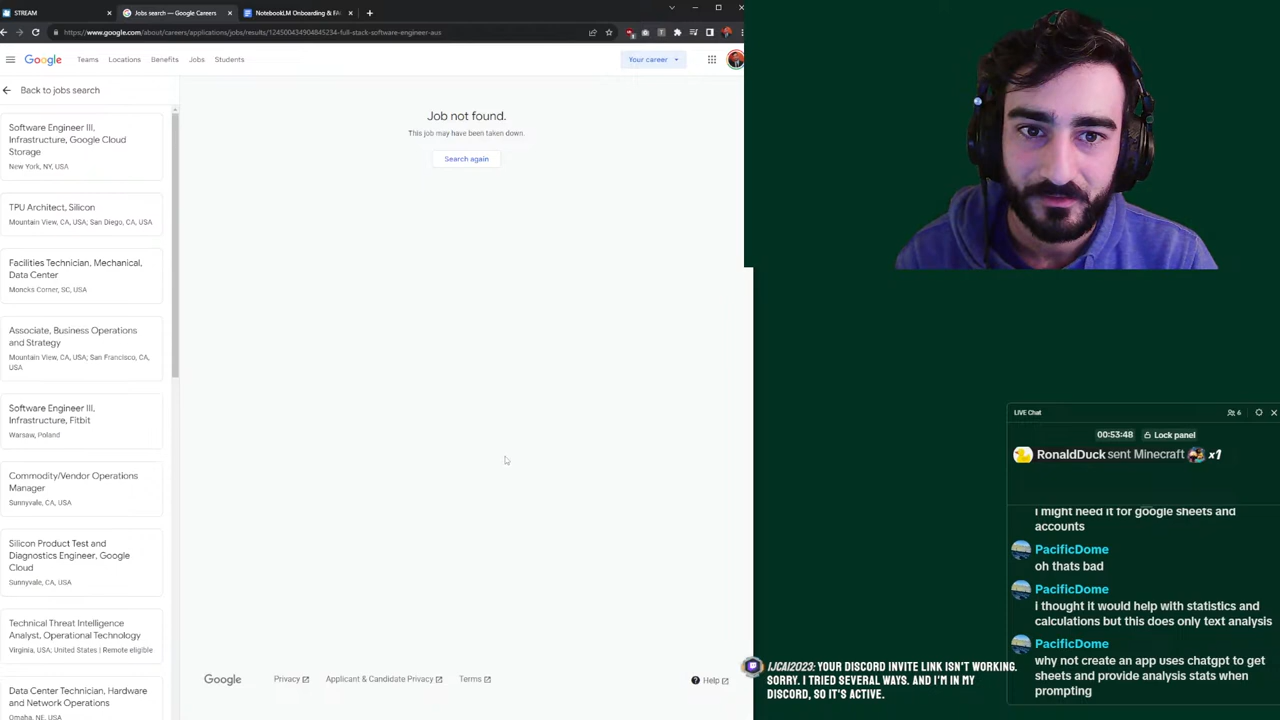 STREAM
Jobs search — Google Careers
NotebookLM Onboarding & FA
https://www.google.com/about/careers/applications/jobs/results/124500434904845234-full-stack-software-engineer-aus
Google
Teams
Locations
Benefits
Jobs
Students
Your career
Back to jobs search
Software Engineer III,
Infrastructure, Google Cloud
Storage
New York, NY, USA
TPU Architect, Silicon
Mountain View, CA, USA; San Diego, CA, USA
Facilities Technician, Mechanical,
Data Center
Moncks Corner, SC, USA
Associate, Business Operations
and Strategy
Mountain View, CA, USA; San Francisco, CA,
USA
Software Engineer III,
Infrastructure, Fitbit
Warsaw, Poland
Commodity/Vendor Operations
Manager
Sunnyvale, CA, USA
Silicon Product Test and
Diagnostics Engineer, Google
Cloud
Sunnyvale, CA, USA
Technical Threat Intelligence
Analyst, Operational Technology
Virginia, USA; United States | Remote eligible
Data Center Technician, Hardware
and Network Operations
Omaha, NE, USA
Job not found.
This job may have been taken down.
Search again
Google
Privacy
Applicant & Candidate Privacy
Terms
Help
LIVE Chat
6
00:53:48
Lock panel
RonaldDuck sent Minecraft x1
i might need it for google sheets and
accounts
PacificDome
oh thats bad
PacificDome
i thought it would help with statistics and
calculations but this does only text analysis
PacificDome
why not create an app uses chatgpt to get
sheets and provide analysis stats when
prompting
IJCAI2023: YOUR DISCORD INVITE LINK ISN'T WORKING.
SORRY. I TRIED SEVERAL WAYS. AND I'M IN MY
DISCORD, SO IT'S ACTIVE.